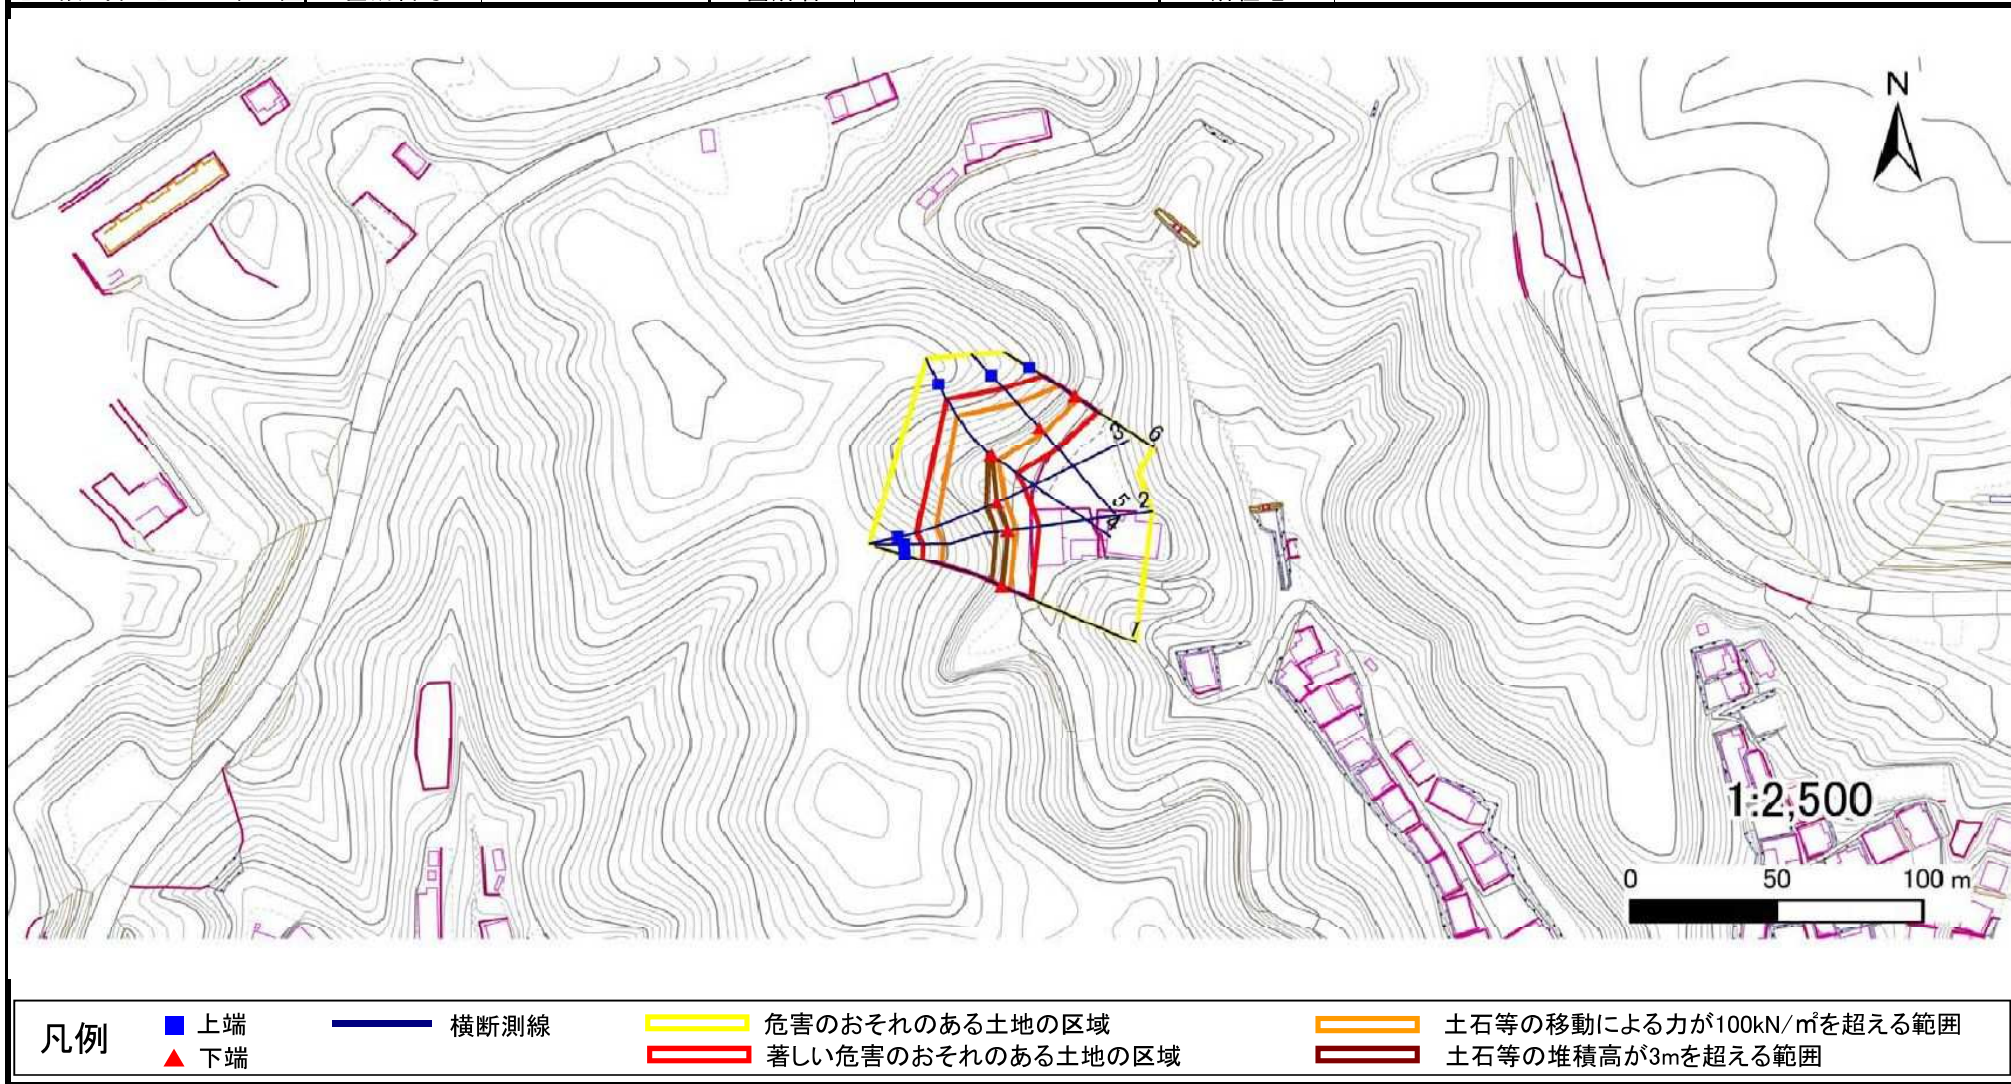 N
3
6
5
2
4
1
1:2,500
0 50 100 m
凡例
上端 横断測線 危害のおそれのある土地の区域 土石等の移動による力が100kN/㎡を超える範囲
下端 著しい危害のおそれのある土地の区域 土石等の堆積高が3mを超える範囲